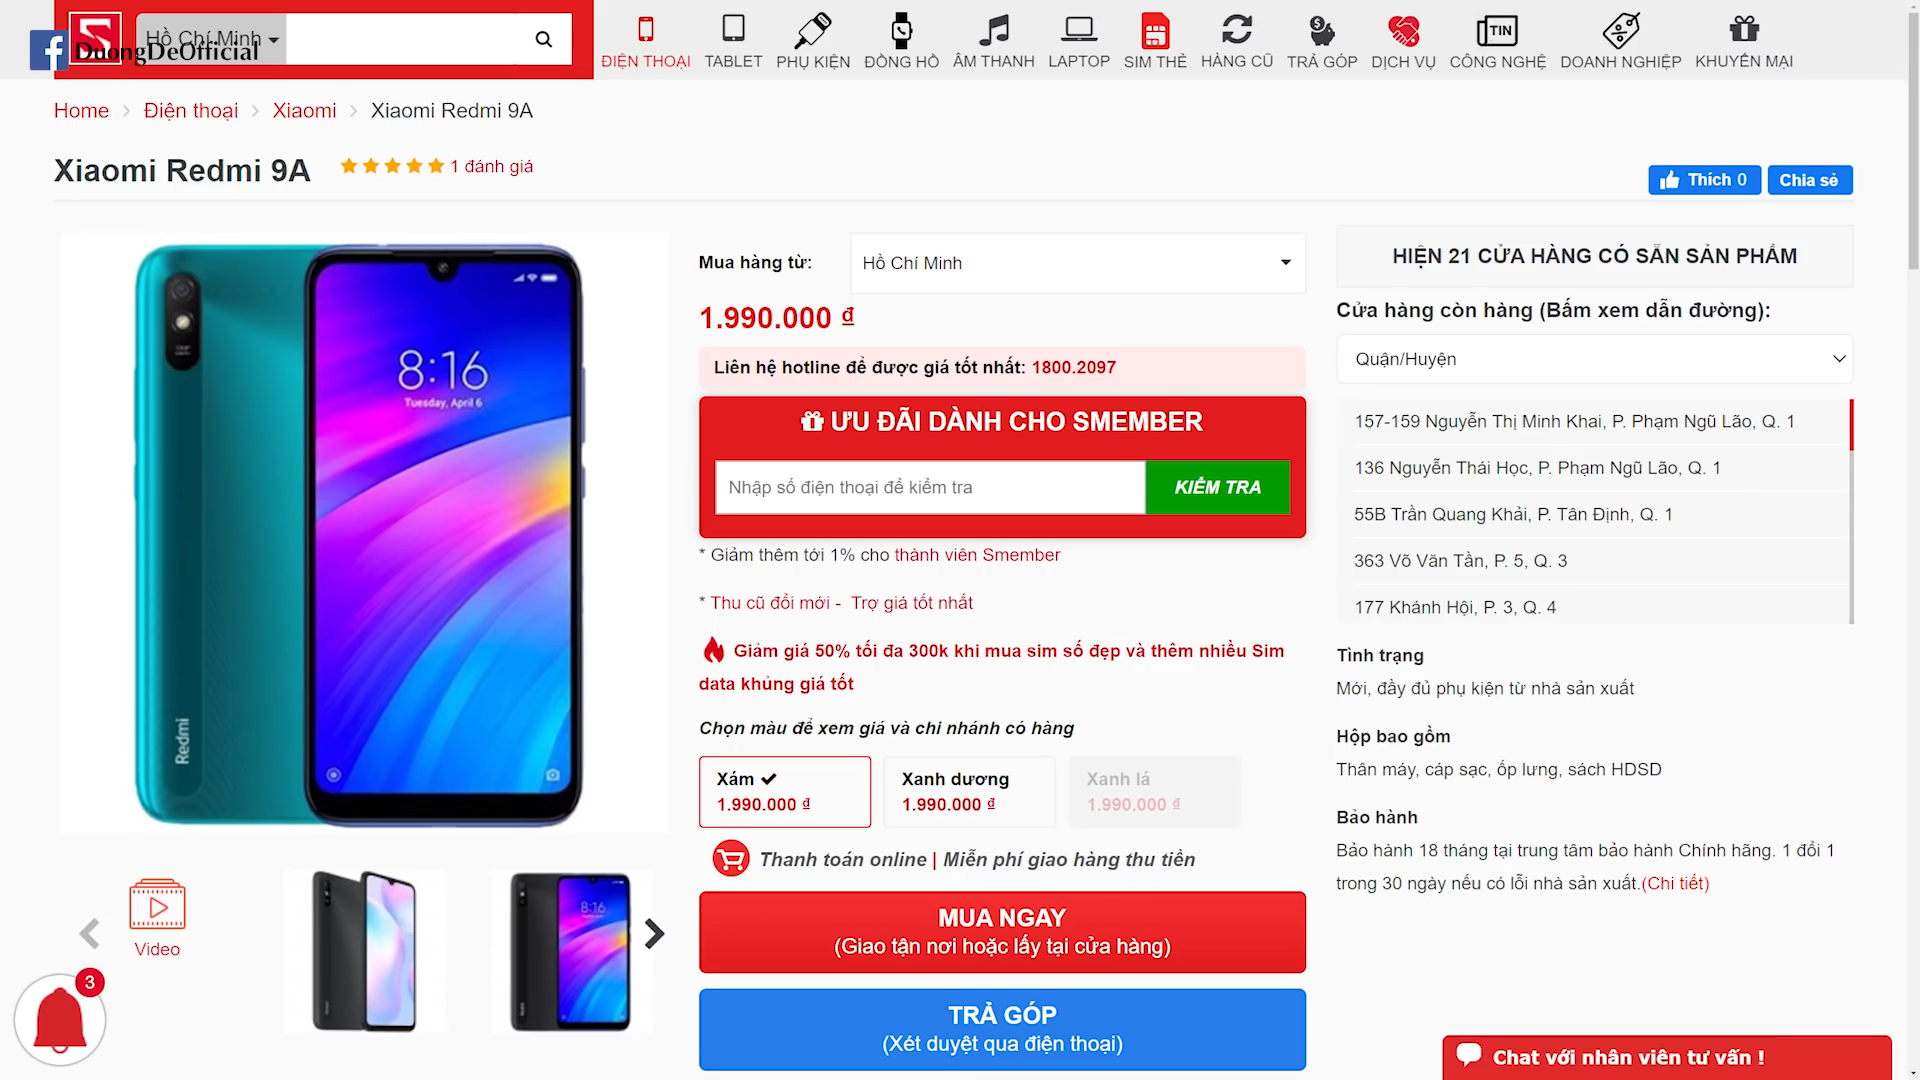 Hồ Chí Minh
DuongDeOfficial
ĐIỆN THOẠI
TABLET
PHỤ KIỆN
ĐỒNG HỒ
ÂM THANH
LAPTOP
SIM THẺ
HÀNG CŨ
TRẢ GÓP
DỊCH VỤ
TIN
CÔNG NGHỆ
DOANH NGHIỆP
KHUYẾN MẠI
Home > Điện thoại > Xiaomi > Xiaomi Redmi 9A
Xiaomi Redmi 9A
1 đánh giá
Thích 0
Chia sẻ
8:16
Tuesday, April 6
Redmi
Video
3
Mua hàng từ:
Hồ Chí Minh
1.990.000 ₫
Liên hệ hotline để được giá tốt nhất: 1800.2097
ƯU ĐÃI DÀNH CHO SMEMBER
Nhập số điện thoại để kiểm tra
KIỂM TRA
* Giảm thêm tới 1% cho thành viên Smember
* Thu cũ đổi mới - Trợ giá tốt nhất
Giảm giá 50% tối đa 300k khi mua sim số đẹp và thêm nhiều Sim
data khủng giá tốt
Chọn màu để xem giá và chi nhánh có hàng
Xám
1.990.000 ₫
Xanh dương
1.990.000 ₫
Xanh lá
1.990.000 ₫
Thanh toán online | Miễn phí giao hàng thu tiền
MUA NGAY
(Giao tận nơi hoặc lấy tại cửa hàng)
TRẢ GÓP
(Xét duyệt qua điện thoại)
HIỆN 21 CỬA HÀNG CÓ SẴN SẢN PHẨM
Cửa hàng còn hàng (Bấm xem dẫn đường):
Quận/Huyện
157-159 Nguyễn Thị Minh Khai, P. Phạm Ngũ Lão, Q. 1
136 Nguyễn Thái Học, P. Phạm Ngũ Lão, Q. 1
55B Trần Quang Khải, P. Tân Định, Q. 1
363 Võ Văn Tần, P. 5, Q. 3
177 Khánh Hội, P. 3, Q. 4
Tình trạng
Mới, đầy đủ phụ kiện từ nhà sản xuất
Hộp bao gồm
Thân máy, cáp sạc, ốp lưng, sách HDSD
Bảo hành
Bảo hành 18 tháng tại trung tâm bảo hành Chính hãng. 1 đổi 1
trong 30 ngày nếu có lỗi nhà sản xuất.(Chi tiết)
Chat với nhân viên tư vấn !